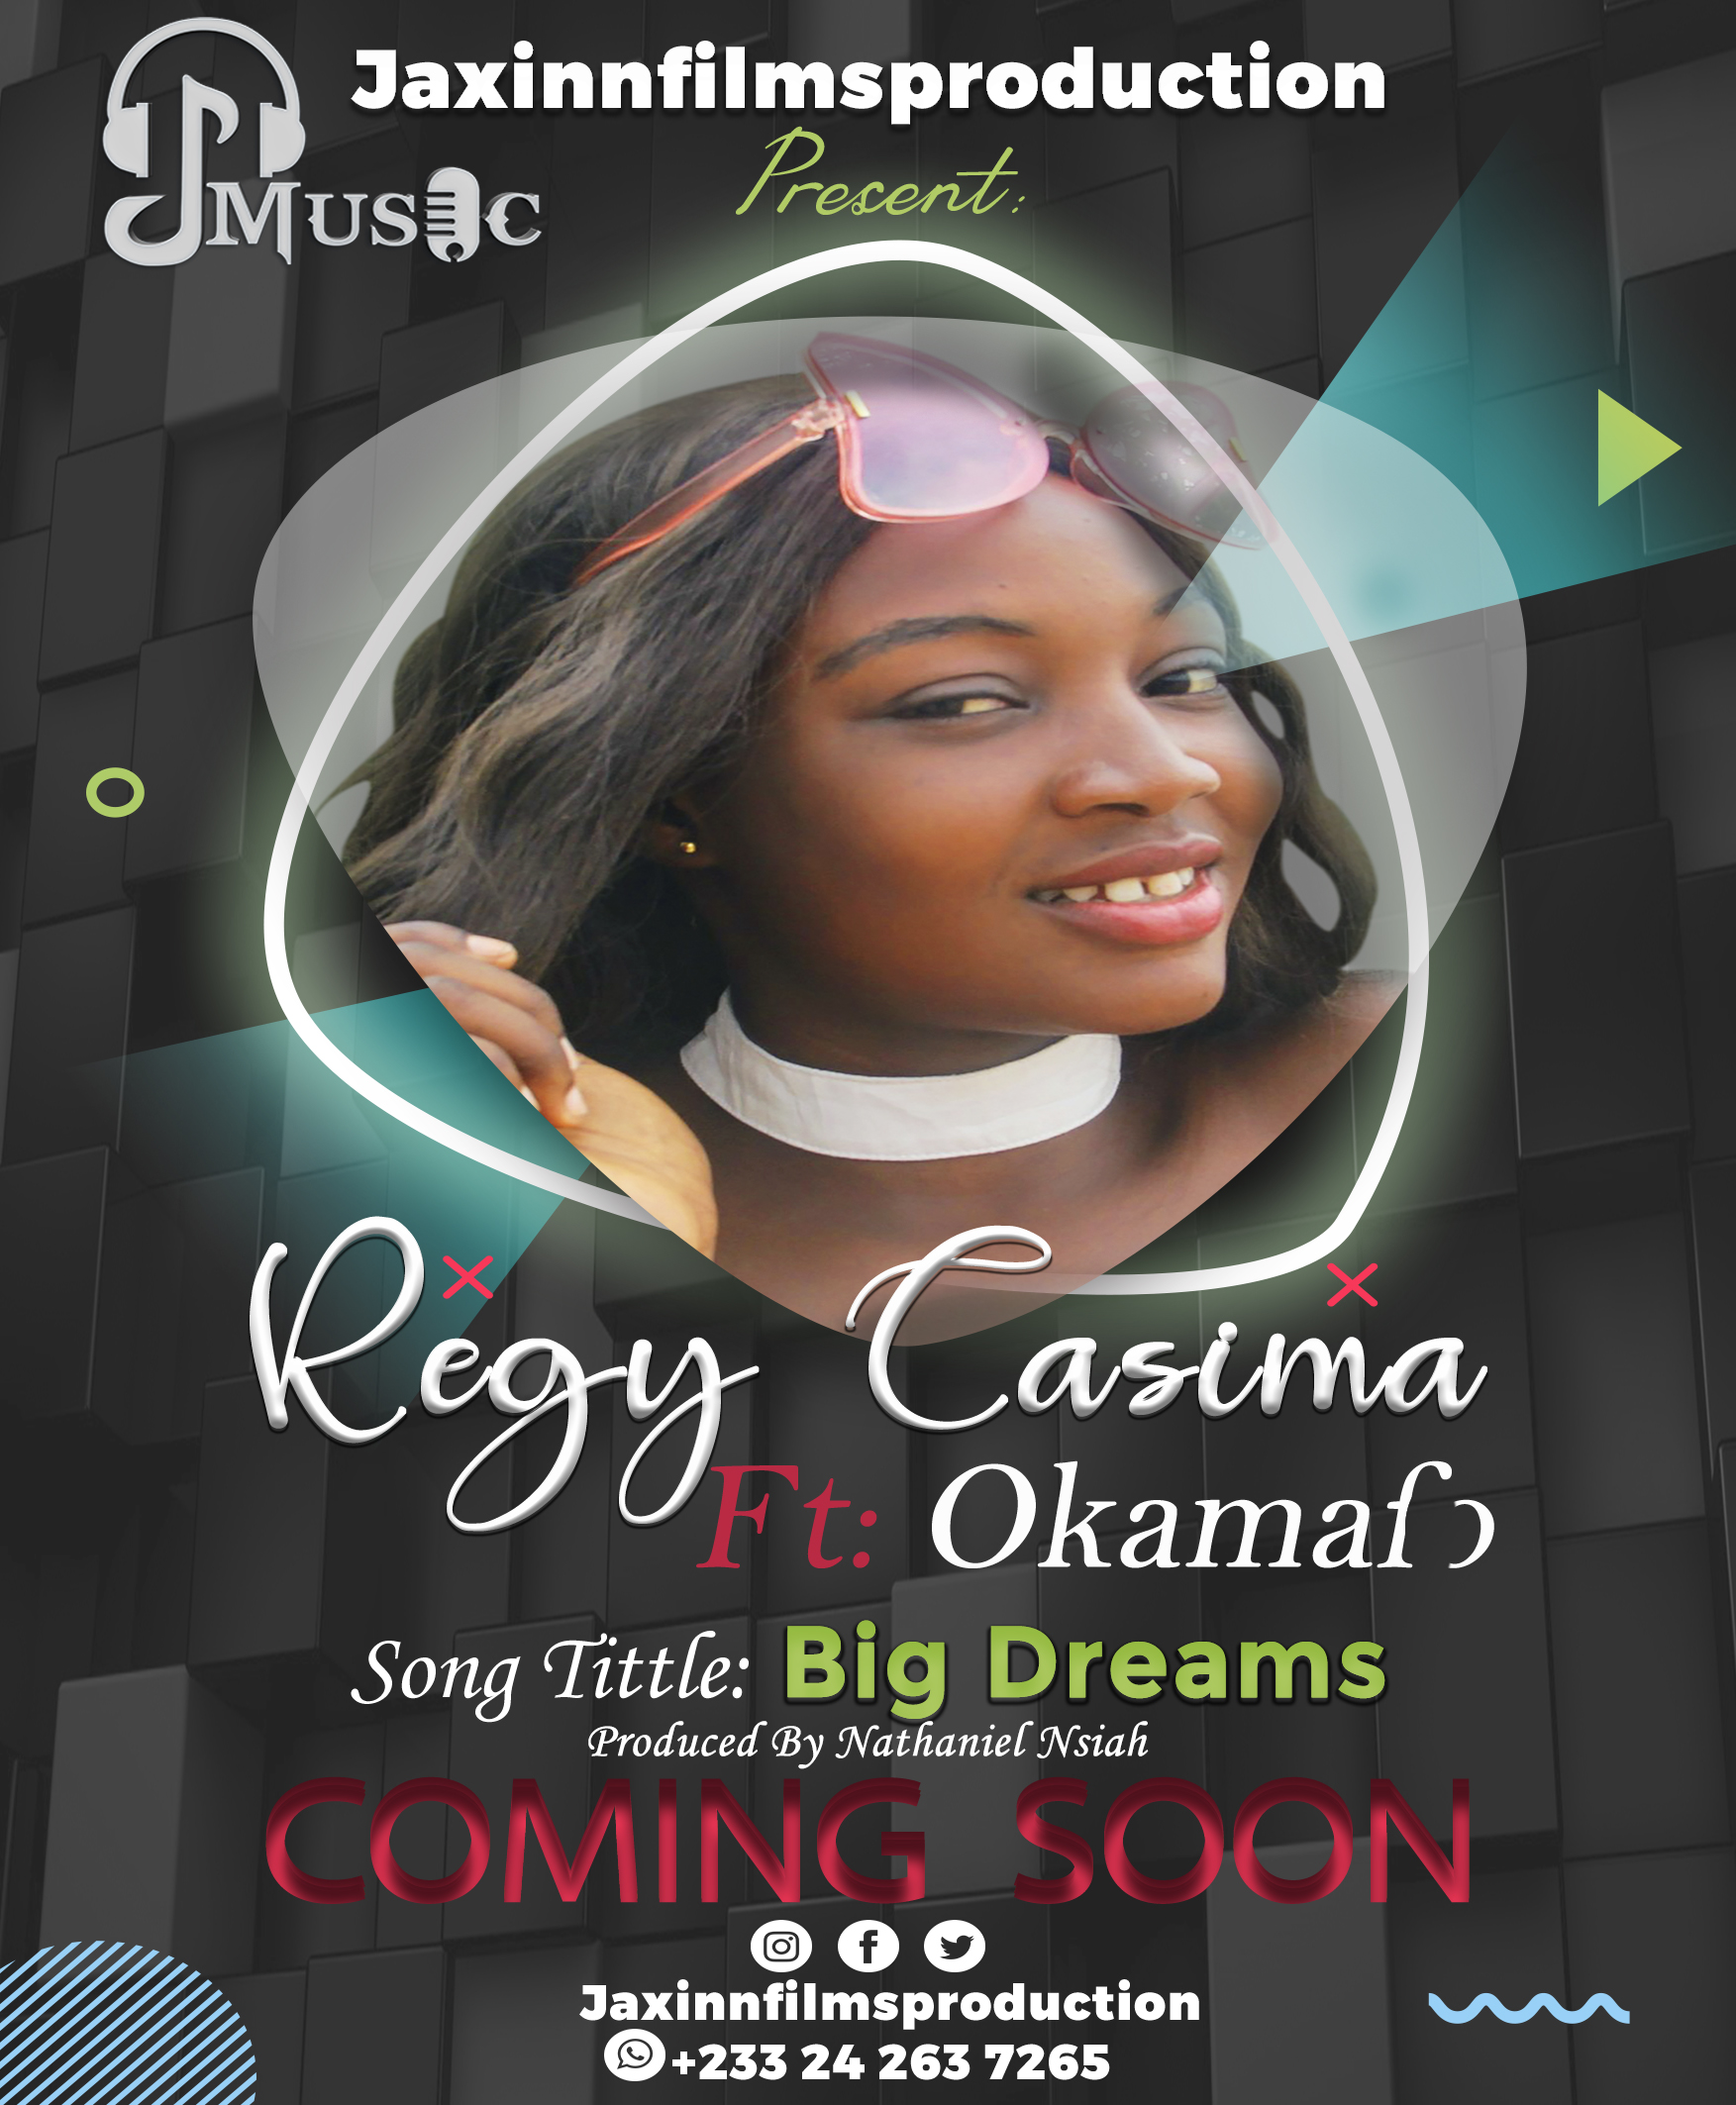 Jaxinnfilmsproduction
Present:
J Music
Regy Casima
Ft: Okamafɔ
Song Tittle: Big Dreams
Produced By Nathaniel Nsiah
COMING SOON
Jaxinnfilmsproduction
+233 24 263 7265